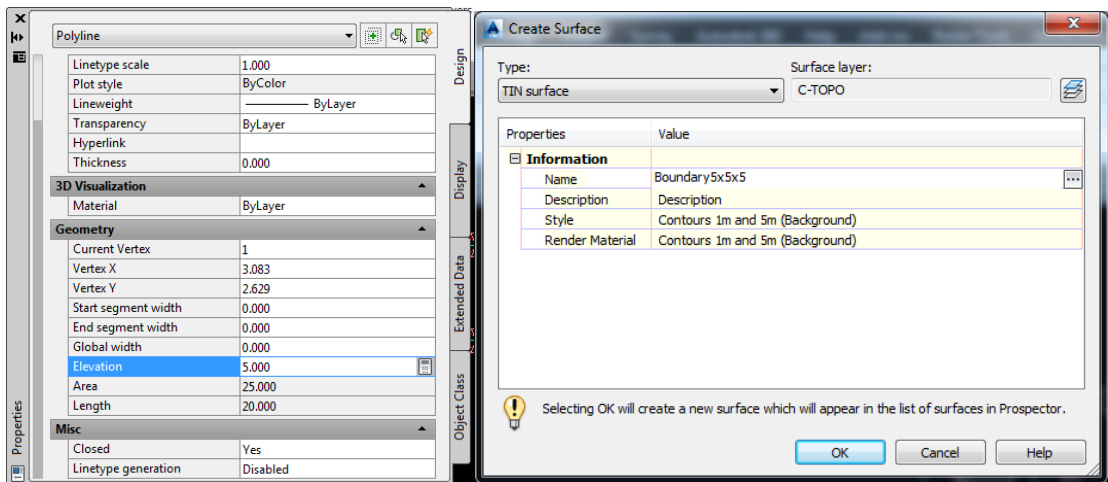 Polyline
Linetype scale 1.000
Plot style ByColor
Lineweight ByLayer
Transparency ByLayer
Hyperlink
Thickness 0.000
3D Visualization
Material ByLayer
Geometry
Current Vertex 1
Vertex X 3.083
Vertex Y 2.629
Start segment width 0.000
End segment width 0.000
Global width 0.000
Elevation 5.000
Area 25.000
Length 20.000
Misc
Closed Yes
Linetype generation Disabled
Properties
Design
Display
Extended Data
Object Class
Create Surface
Type: Surface layer:
TIN surface C-TOPO
Properties Value
Information
Name Boundary5x5x5
Description Description
Style Contours 1m and 5m (Background)
Render Material Contours 1m and 5m (Background)
Selecting OK will create a new surface which will appear in the list of surfaces in Prospector.
OK Cancel Help